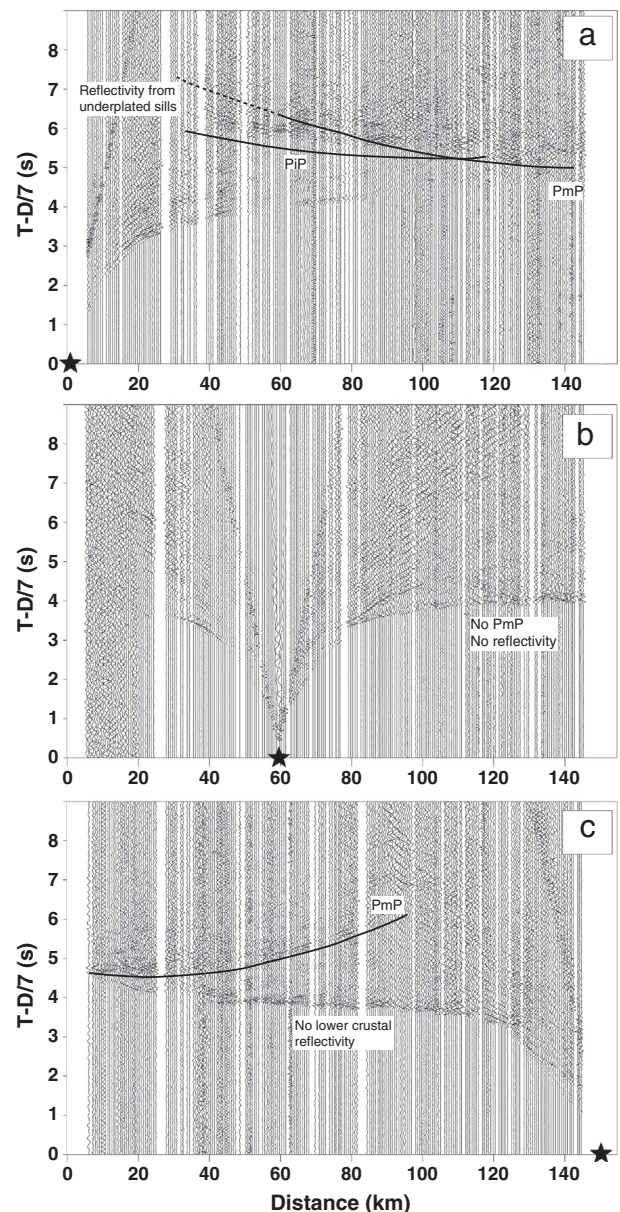 a
9
8
7
6
5
4
3
2
1
0
T-D/7 (s)
Reflectivity from
underplated sills
PiP
PmP
0 20 40 60 80 100 120 140
b
8
7
6
5
4
3
2
1
0
T-D/7 (s)
No PmP
No reflectivity
0 20 40 60 80 100 120 140
c
8
7
6
5
4
3
2
1
0
T-D/7 (s)
PmP
No lower crustal
reflectivity
0 20 40 60 80 100 120 140
Distance (km)